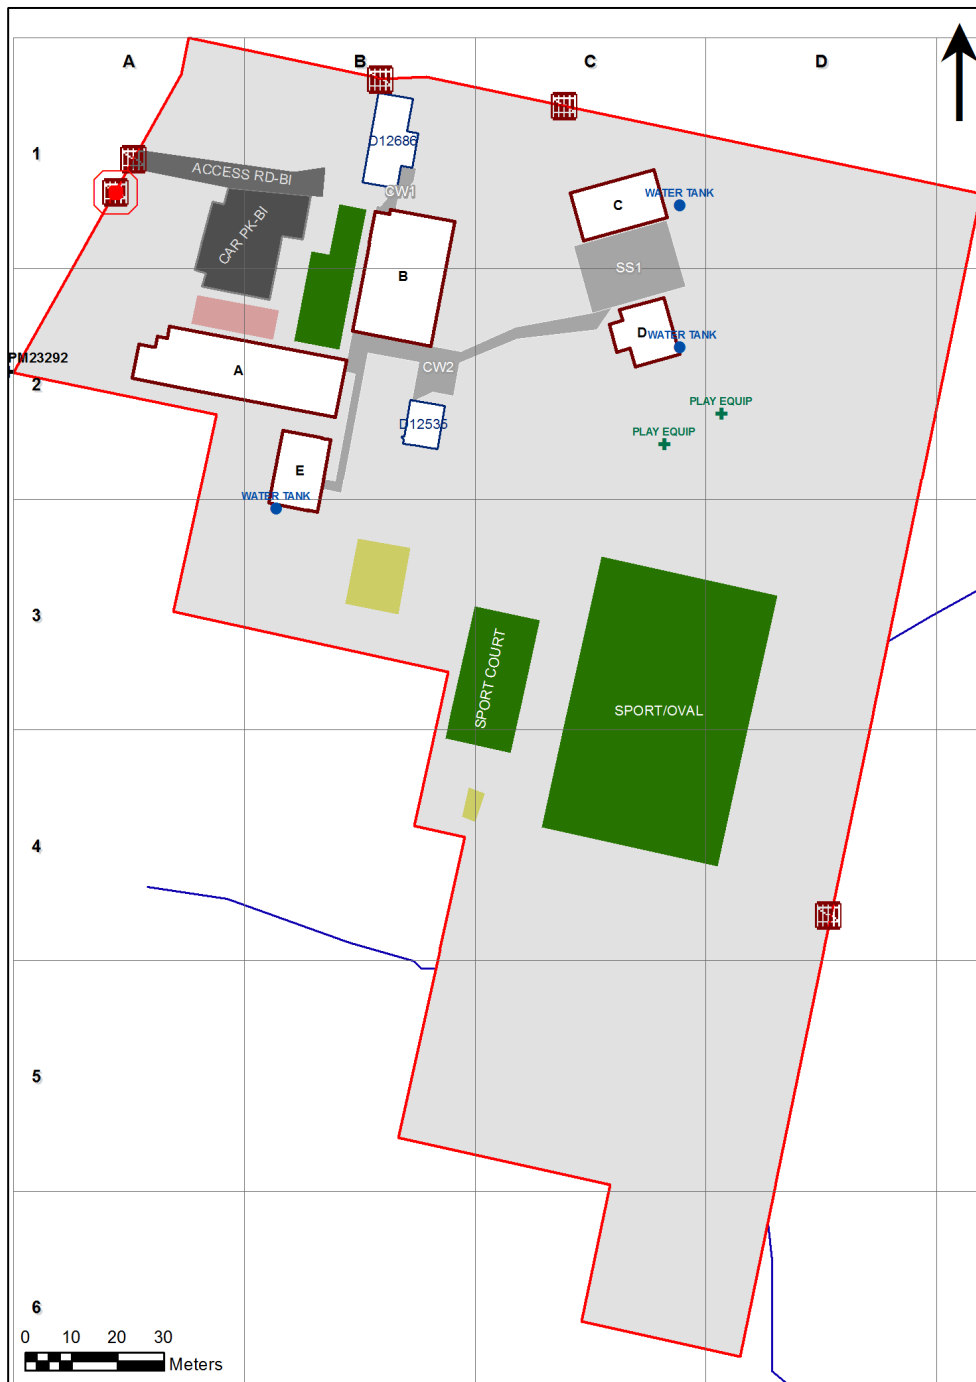 A
B
C
D
1
D12686
ACCESS RD-BI
CW1
WATER TANK
C
CAR PK-BI
SS1
B
D
WATER TANK
PM23292
2
A
CW2
PLAY EQUIP
D12535
PLAY EQUIP
E
WATER TANK
3
SPORT COURT
SPORT/OVAL
4
5
6
0 10 20 30
Meters